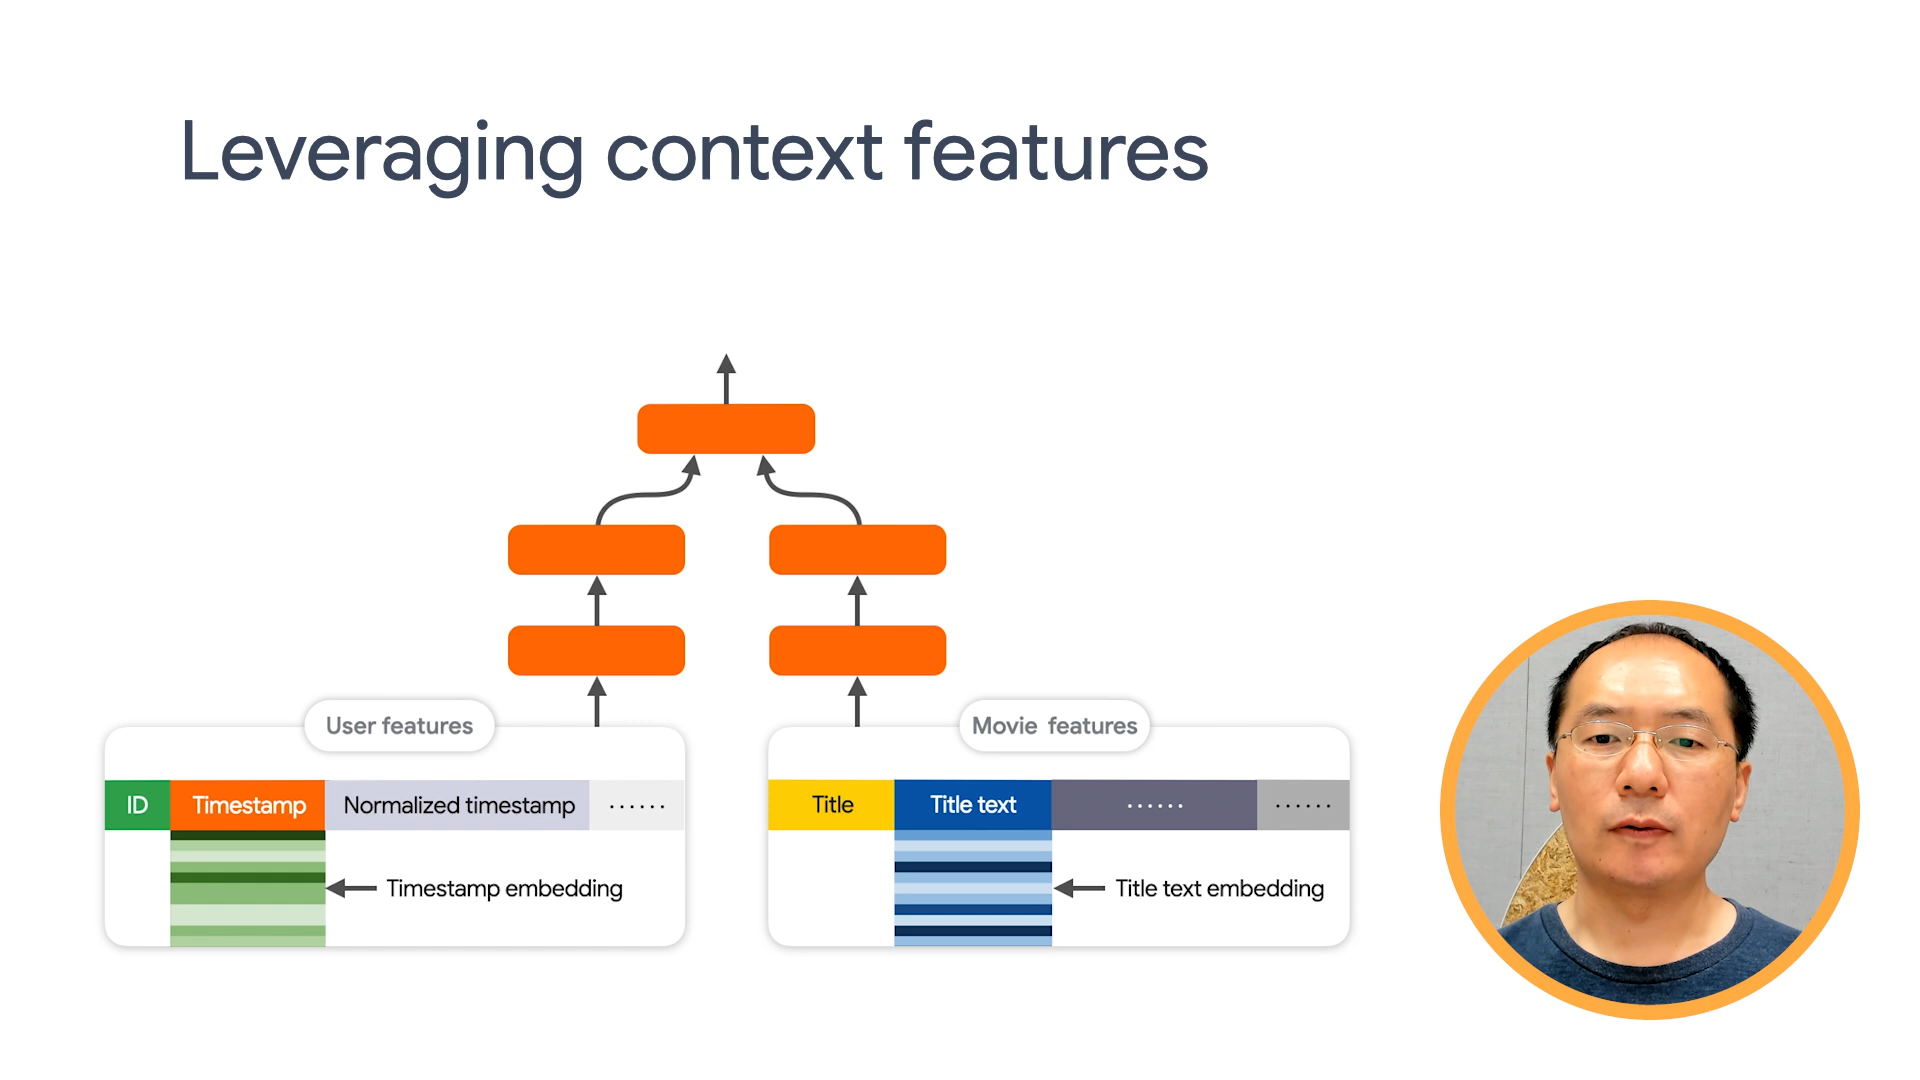 Leveraging context features
User features
Movie features
ID
Timestamp
Normalized timestamp
......
Title
Title text
......
......
Timestamp embedding
Title text embedding